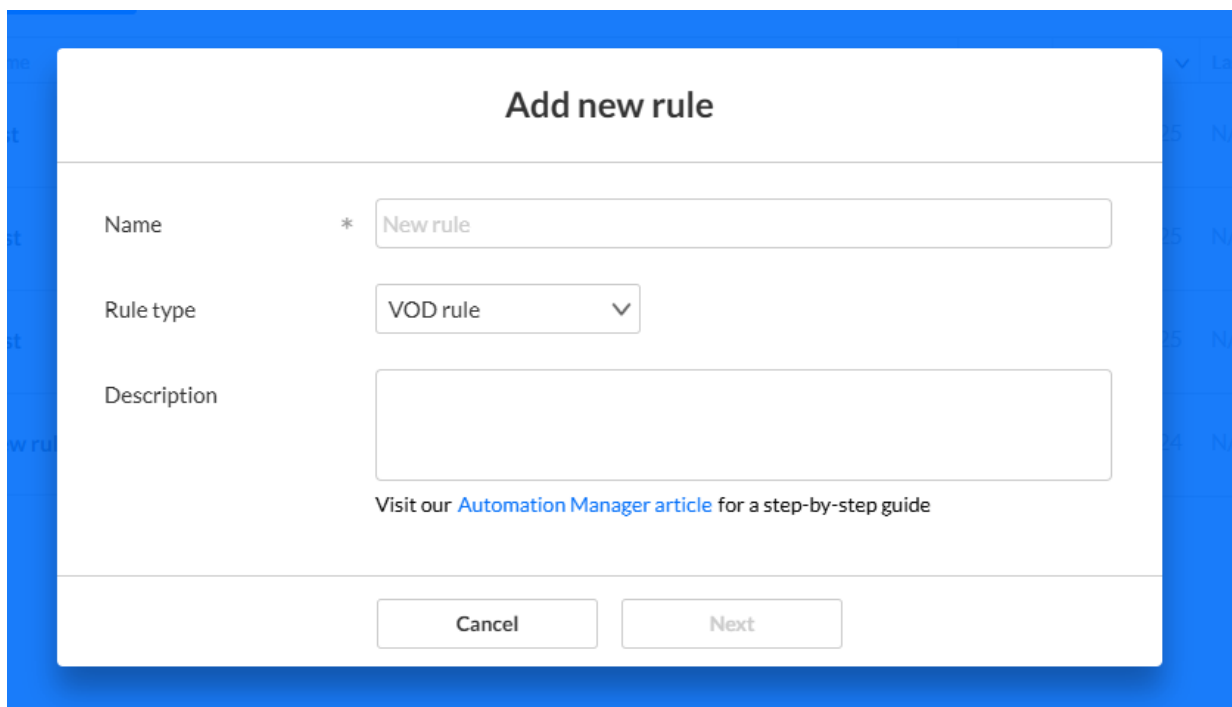 Add new rule
Name * New rule
Rule type VOD rule
Description
Visit our Automation Manager article for a step-by-step guide
Cancel Next